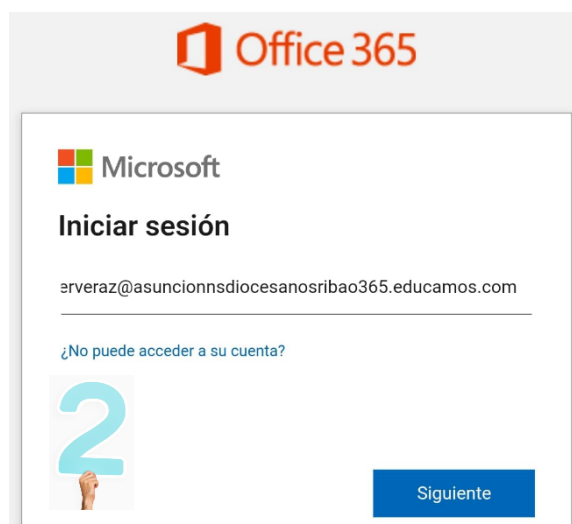 Office 365
Microsoft
Iniciar sesión
erveraz@asuncionnsdiocesanosribao365.educamos.com
¿No puede acceder a su cuenta?
2
Siguiente